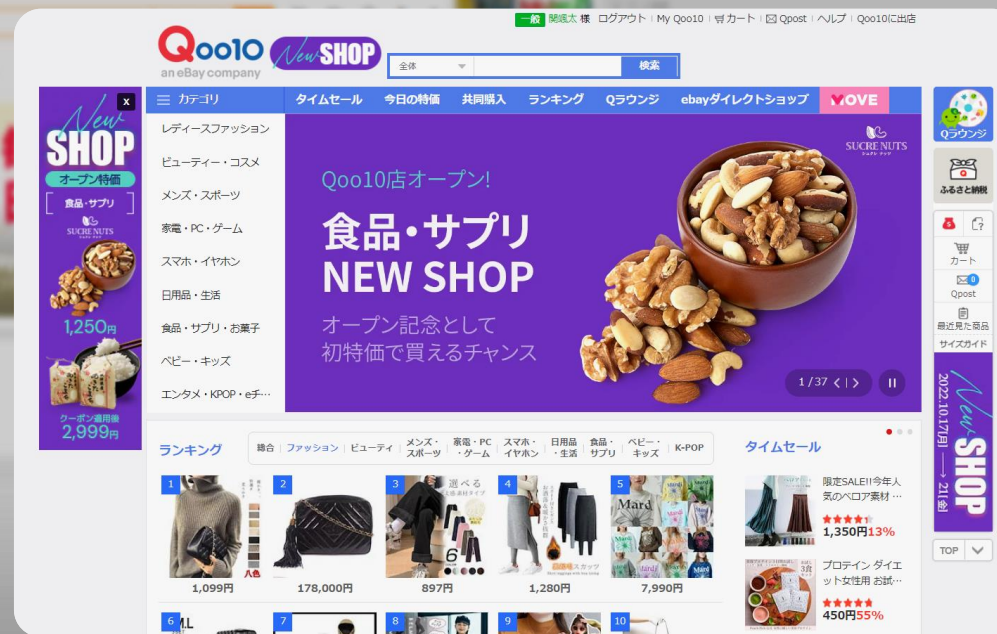 一般 開颯太 様 ログアウト | My Qoo10 | カート | Qpost | ヘルプ | Qoo10に出店
Qoo10
an eBay company
New SHOP
全体
検索
カテゴリ
タイムセール 今日の特価 共同購入 ランキング Qラウンジ ebayダイレクトショップ MOVE
New
SHOP
X
オープン特価
食品・サプリ
SUCRE NUTS
1,250円
クーポン適用後
2,999円
レディースファッション
ビューティー・コスメ
メンズ・スポーツ
家電・PC・ゲーム
スマホ・イヤホン
日用品・生活
食品・サプリ・お菓子
ベビー・キッズ
エンタメ・KPOP・eチ…
Qoo10店オープン!
食品・サプリ
NEW SHOP
オープン記念として
初特価で買えるチャンス
SUCRE NUTS
1 / 37
Qラウンジ
ふるさと納税
カート
0
Qpost
最近見た商品
サイズガイド
2022.10.17[月] → 21[金]
New SHOP
TOP
ランキング
総合 | ファッション | ビューティ | メンズ・スポーツ | 家電・PC・ゲーム | スマホ・イヤホン | 日用品・生活 | 食品・サプリ | ベビー・キッズ | K-POP
1
八色
1,099円
2
178,000円
3
選べる
6
897円
4
1,280円
5
Mard
7,990円
6
7
8
9
10
タイムセール
限定SALE!!今年人
気のベロア素材 …
1,350円13%
プロテイン ダイエ
ット女性用 お試…
3食
450円55%